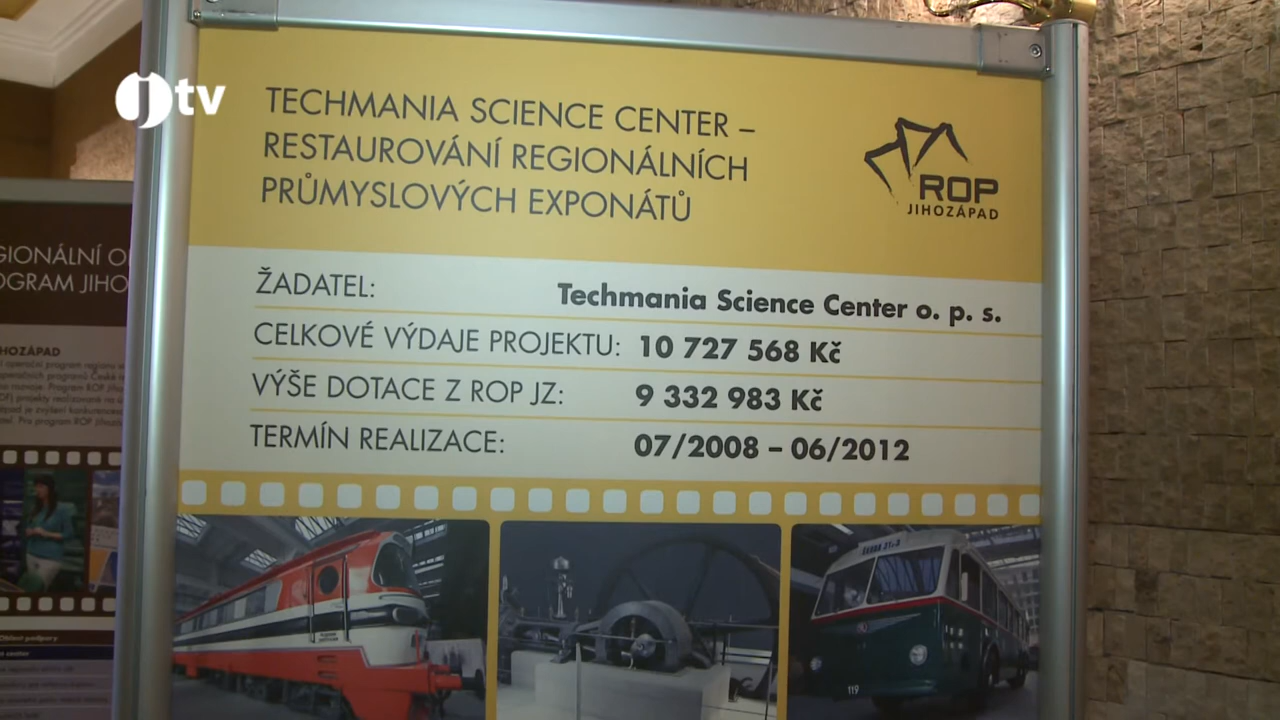 jtv
TECHMANIA SCIENCE CENTER –
RESTAUROVÁNÍ REGIONÁLNÍCH
PRŮMYSLOVÝCH EXPONÁTŮ
ROP
JIHOZÁPAD
ŽADATEL: Techmania Science Center o. p. s.
CELKOVÉ VÝDAJE PROJEKTU: 10 727 568 Kč
VÝŠE DOTACE Z ROP JZ: 9 332 983 Kč
TERMÍN REALIZACE: 07/2008 – 06/2012
119
GIONÁLNÍ O
OGRAM JIHO
HOZÁPAD